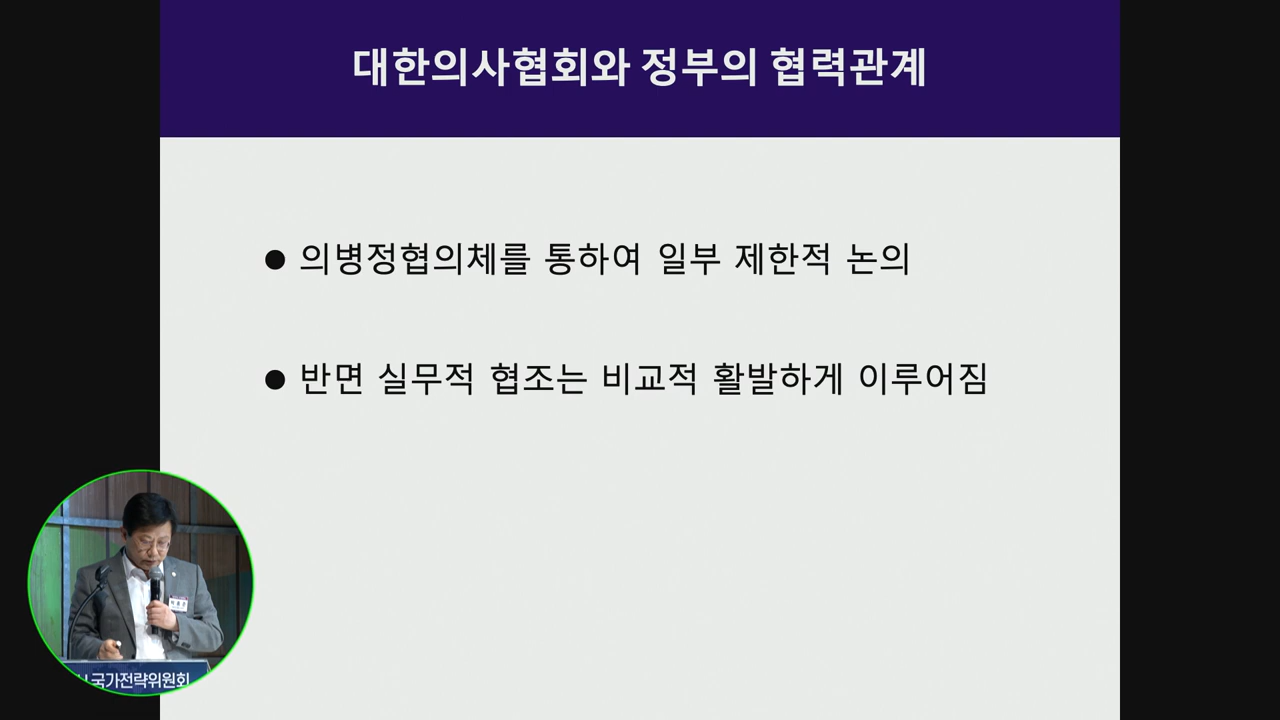 대한의사협회와 정부의 협력관계
● 의병정협의체를 통하여 일부 제한적 논의
● 반면 실무적 협조는 비교적 활발하게 이루어짐
국가전략위원회